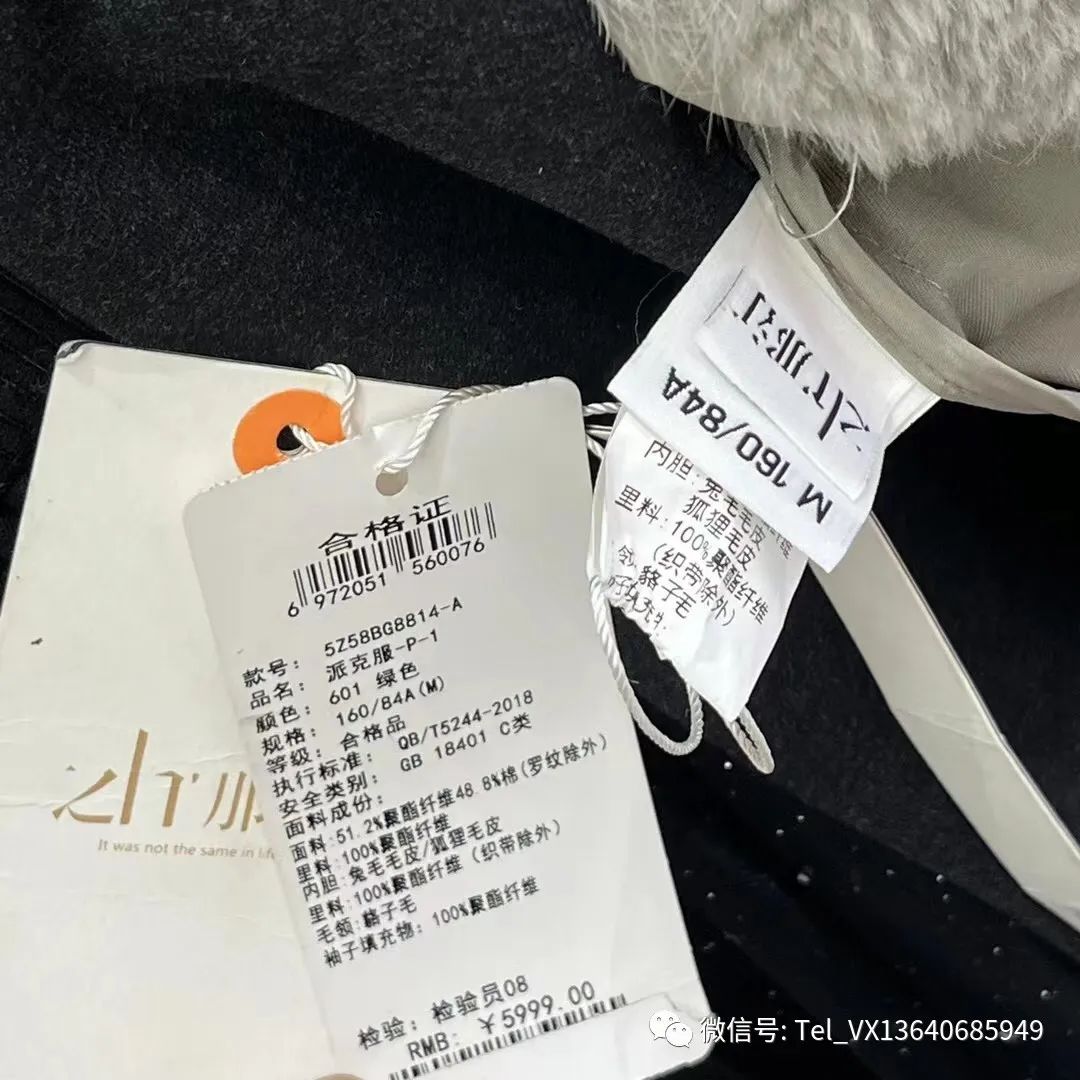 合格证
6 972051 560076
款号: 5Z58BG8814-A
品名: 派克服-P-1
颜色: 601 绿色
规格: 160/84A(M)
等级: 合格品
执行标准: QB/T5244-2018
安全类别: GB 18401 C类
面料成份:
面料:51.2%聚酯纤维48.8%棉(罗纹除外)
里料:100%聚酯纤维
内胆:兔毛毛皮/狐狸毛皮
里料:100%聚酯纤维(织带除外)
毛领:貉子毛
袖子填充物: 100%聚酯纤维
检验: 检验员08
RMB: ¥5999.00
It was not the same in life
M 160/84A
内胆:兔毛毛皮
狐狸毛皮
里料:100%聚酯纤维
(织带除外)
貉子毛
微信号: Tel_VX13640685949